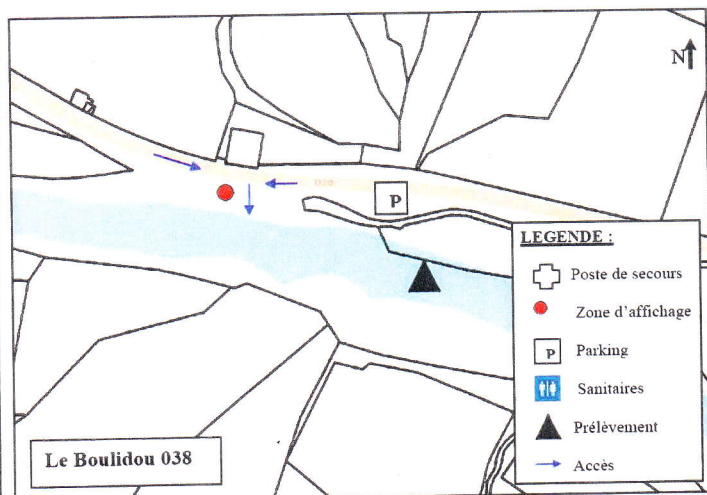 N
P
LEGENDE :
Poste de secours
Zone d'affichage
P Parking
Sanitaires
Prélèvement
Accès
Le Boulidou 038